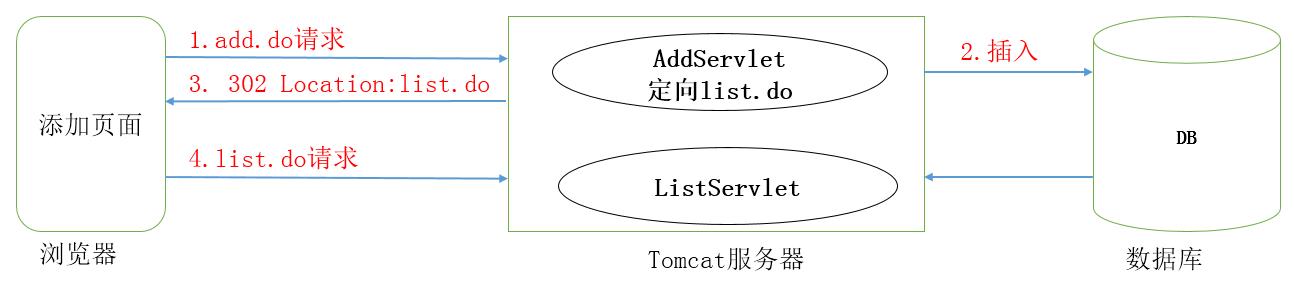 1.add.do请求
3. 302 Location:list.do
4.list.do请求
添加页面
浏览器
AddServlet
定向list.do
ListServlet
Tomcat服务器
2.插入
DB
数据库